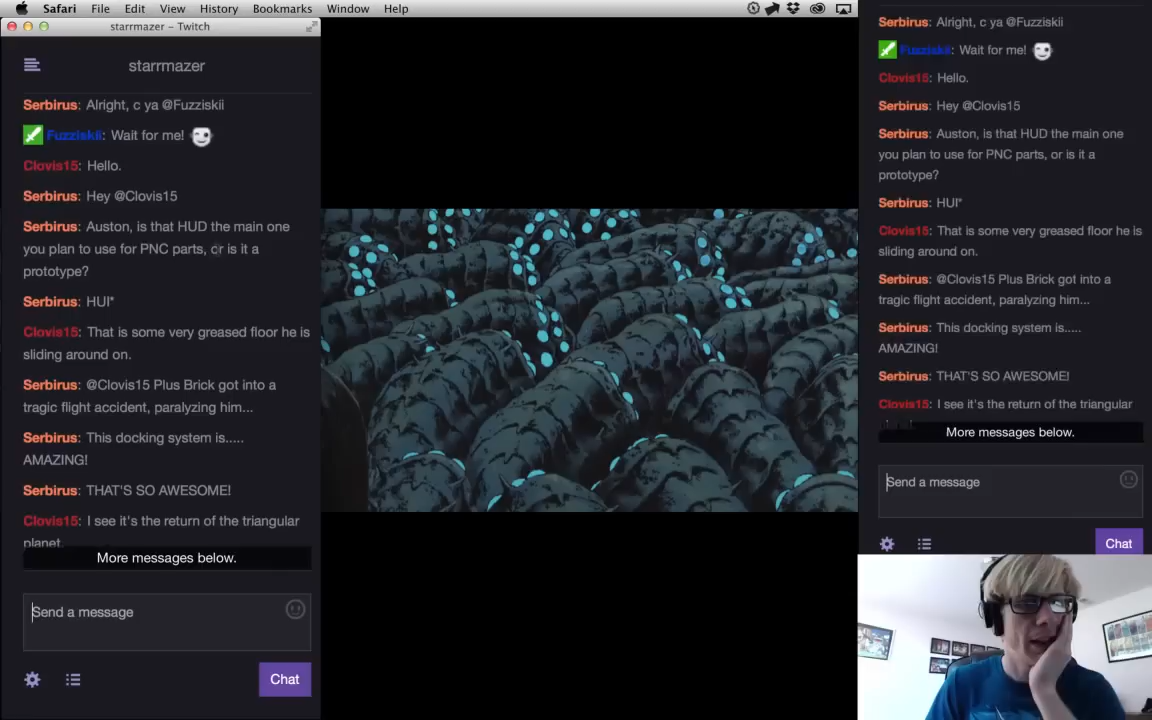 Safari File Edit View History Bookmarks Window Help
starrmazer – Twitch
starrmazer
Serbirus: Alright, c ya @Fuzziskii
Fuzziskii: Wait for me!
Clovis15: Hello.
Serbirus: Hey @Clovis15
Serbirus: Auston, is that HUD the main one
you plan to use for PNC parts, or is it a
prototype?
Serbirus: HUI*
Clovis15: That is some very greased floor he is
sliding around on.
Serbirus: @Clovis15 Plus Brick got into a
tragic flight accident, paralyzing him...
Serbirus: This docking system is.....
AMAZING!
Serbirus: THAT'S SO AWESOME!
Clovis15: I see it's the return of the triangular
planet.
More messages below.
Send a message
Chat
Serbirus: Alright, c ya @Fuzziskii
Fuzziskii: Wait for me!
Clovis15: Hello.
Serbirus: Hey @Clovis15
Serbirus: Auston, is that HUD the main one
you plan to use for PNC parts, or is it a
prototype?
Serbirus: HUI*
Clovis15: That is some very greased floor he is
sliding around on.
Serbirus: @Clovis15 Plus Brick got into a
tragic flight accident, paralyzing him...
Serbirus: This docking system is.....
AMAZING!
Serbirus: THAT'S SO AWESOME!
Clovis15: I see it's the return of the triangular
More messages below.
Send a message
Chat